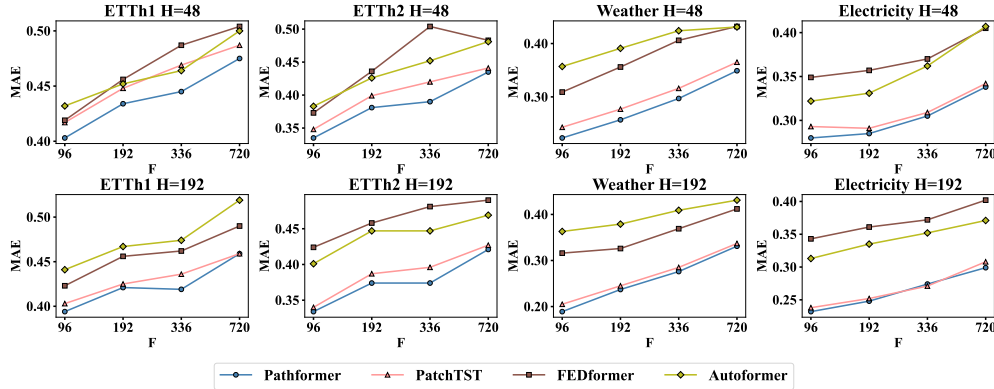 ETTh1 H=48
MAE
0.50
0.45
0.40
96 192 336 720
F
ETTh2 H=48
MAE
0.50
0.45
0.40
0.35
96 192 336 720
F
Weather H=48
MAE
0.40
0.30
96 192 336 720
F
Electricity H=48
MAE
0.40
0.35
0.30
96 192 336 720
F
ETTh1 H=192
MAE
0.50
0.45
0.40
96 192 336 720
F
ETTh2 H=192
MAE
0.45
0.40
0.35
96 192 336 720
F
Weather H=192
MAE
0.40
0.30
0.20
96 192 336 720
F
Electricity H=192
MAE
0.40
0.35
0.30
0.25
96 192 336 720
F
Pathformer PatchTST FEDformer Autoformer